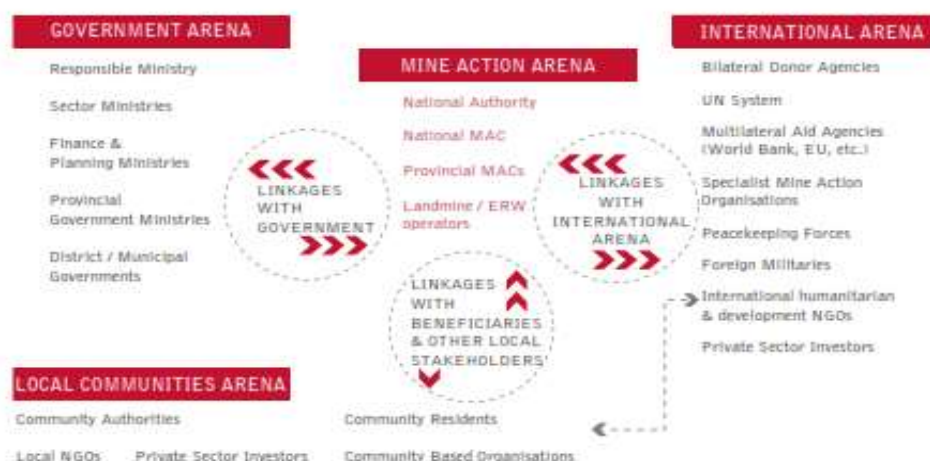 GOVERNMENT ARENA
Responsible Ministry
Sector Ministries
Finance &
Planning Ministries
Provincial
Government Ministries
District / Municipal
Governments
LINKAGES
WITH
GOVERNMENT
MINE ACTION ARENA
National Authority
National MAC
Provincial MACs
Landmine / ERW
operators
LINKAGES
WITH
INTERNATIONAL
ARENA
INTERNATIONAL ARENA
Bilateral Donor Agencies
UN System
Multilateral Aid Agencies
(World Bank, EU, etc.)
Specialist Mine Action
Organisations
Peacekeeping Forces
Foreign Militaries
International humanitarian
& development NGOs
Private Sector Investors
LINKAGES
WITH
BENEFICIARIES
& OTHER LOCAL
STAKEHOLDERS
LOCAL COMMUNITIES ARENA
Community Authorities
Community Residents
Local NGOs
Private Sector Investors
Community Based Organisations